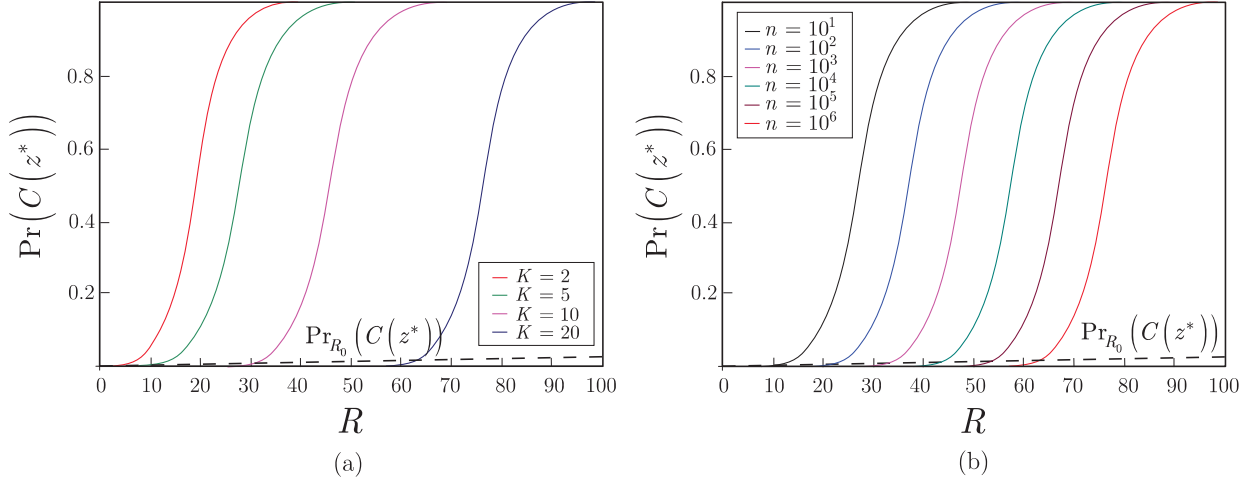 0.8
0.6
0.4
0.2
0 10 20 30 40 50 60 70 80 90 100
Pr(C(z*))
R
K = 2
K = 5
K = 10
K = 20
Pr_{R_0}(C(z*))
(a)
0.8
0.6
0.4
0.2
0 10 20 30 40 50 60 70 80 90 100
Pr(C(z*))
R
n = 10^1
n = 10^2
n = 10^3
n = 10^4
n = 10^5
n = 10^6
Pr_{R_0}(C(z*))
(b)